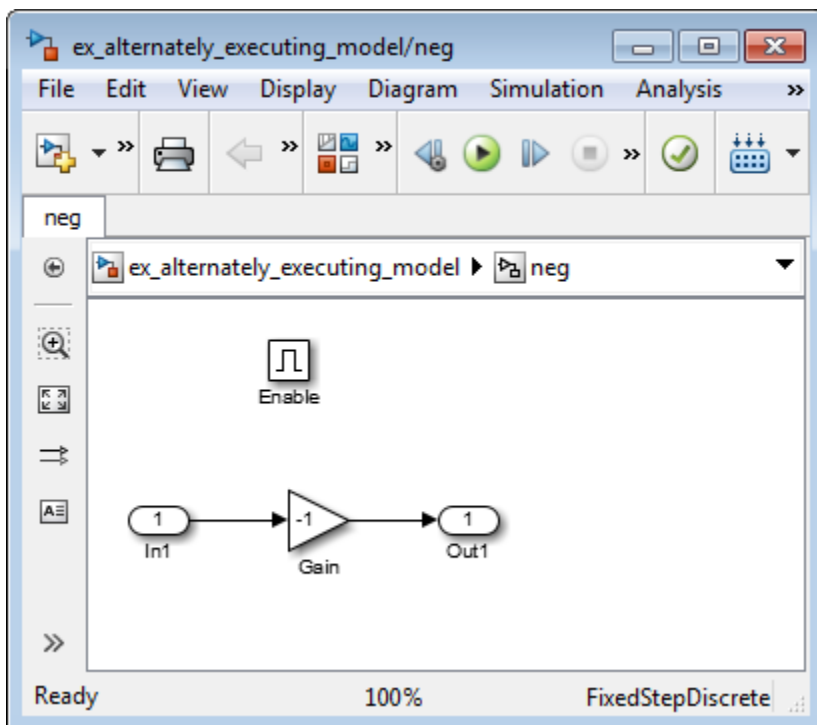 ex_alternately_executing_model/neg
File Edit View Display Diagram Simulation Analysis »
» » » »
neg
ex_alternately_executing_model neg
Enable
1 -1 1
In1 Gain Out1
Ready 100% FixedStepDiscrete